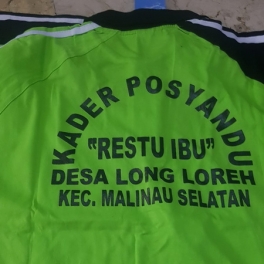 KADER POSYANDU
"RESTU IBU"
DESA LONG LOREH
KEC. MALINAU SELATAN